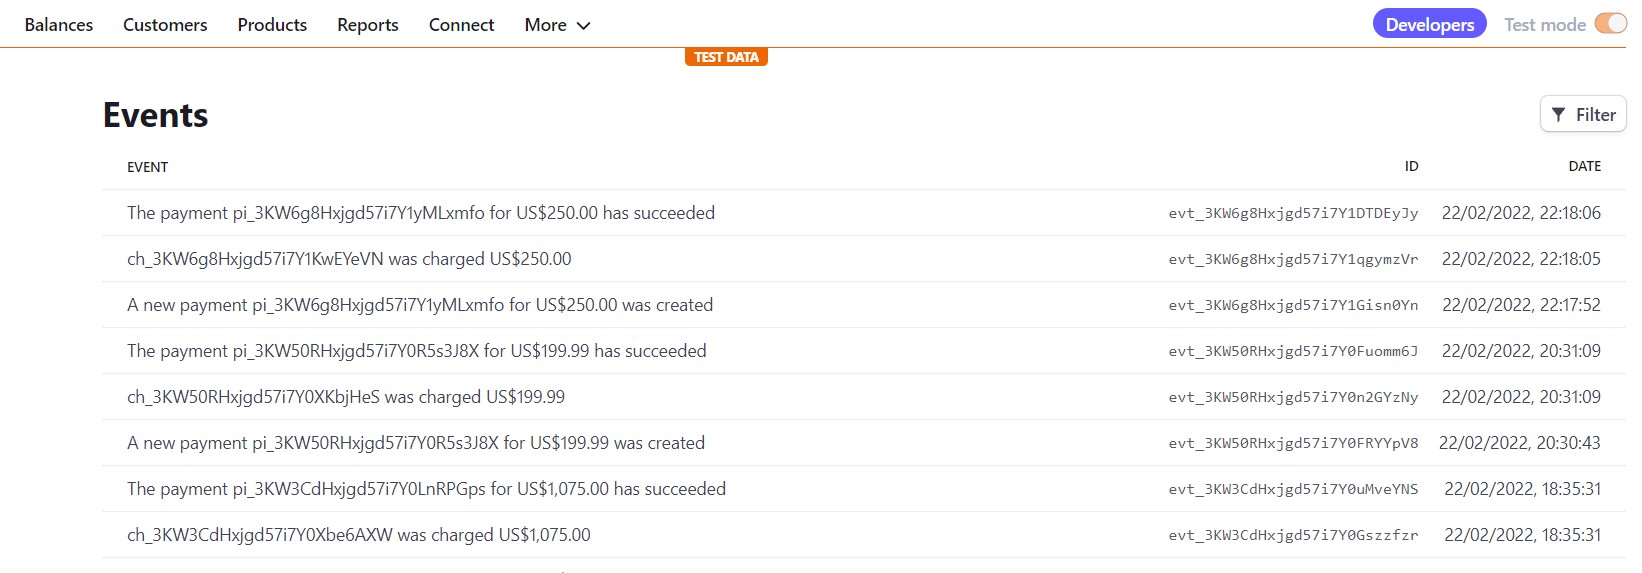 Balances Customers Products Reports Connect More Developers Test mode
TEST DATA
Events
Filter
EVENT ID DATE
The payment pi_3KW6g8Hxjgd57i7Y1yMLxmfo for US$250.00 has succeeded evt_3KW6g8Hxjgd57i7Y1DTDEyJy 22/02/2022, 22:18:06
ch_3KW6g8Hxjgd57i7Y1KwEYeVN was charged US$250.00 evt_3KW6g8Hxjgd57i7Y1qgymzVr 22/02/2022, 22:18:05
A new payment pi_3KW6g8Hxjgd57i7Y1yMLxmfo for US$250.00 was created evt_3KW6g8Hxjgd57i7Y1Gisn0Yn 22/02/2022, 22:17:52
The payment pi_3KW50RHxjgd57i7Y0R5s3J8X for US$199.99 has succeeded evt_3KW50RHxjgd57i7Y0Fuomm6J 22/02/2022, 20:31:09
ch_3KW50RHxjgd57i7Y0XKbjHeS was charged US$199.99 evt_3KW50RHxjgd57i7Y0n2GYzNy 22/02/2022, 20:31:09
A new payment pi_3KW50RHxjgd57i7Y0R5s3J8X for US$199.99 was created evt_3KW50RHxjgd57i7Y0FRYYpV8 22/02/2022, 20:30:43
The payment pi_3KW3CdHxjgd57i7Y0LnRPGps for US$1,075.00 has succeeded evt_3KW3CdHxjgd57i7Y0uMveYNS 22/02/2022, 18:35:31
ch_3KW3CdHxjgd57i7Y0Xbe6AXW was charged US$1,075.00 evt_3KW3CdHxjgd57i7Y0Gszzfzr 22/02/2022, 18:35:31